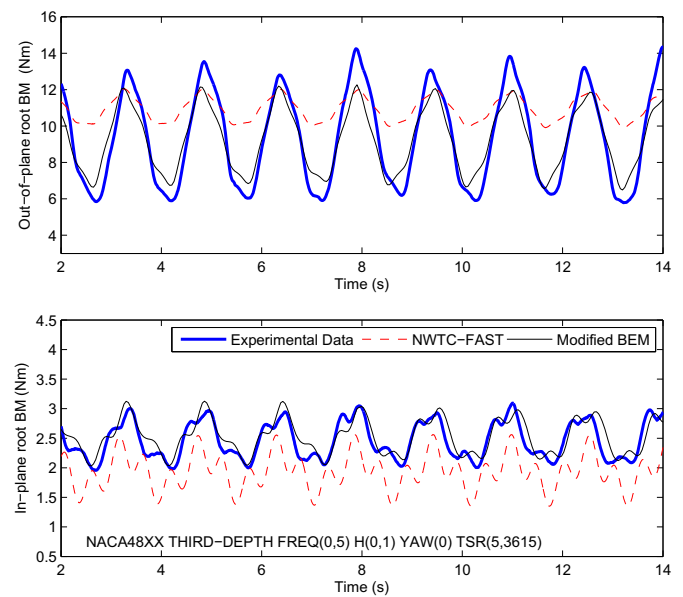 16
14
12
10
8
6
4
Out-of-plane root BM (Nm)
2 4 6 8 10 12 14
Time (s)
4.5
4
3.5
3
2.5
2
1.5
1
0.5
In-plane root BM (Nm)
Experimental Data NWTC-FAST Modified BEM
NACA48XX THIRD-DEPTH FREQ(0,5) H(0,1) YAW(0) TSR(5,3615)
2 4 6 8 10 12 14
Time (s)